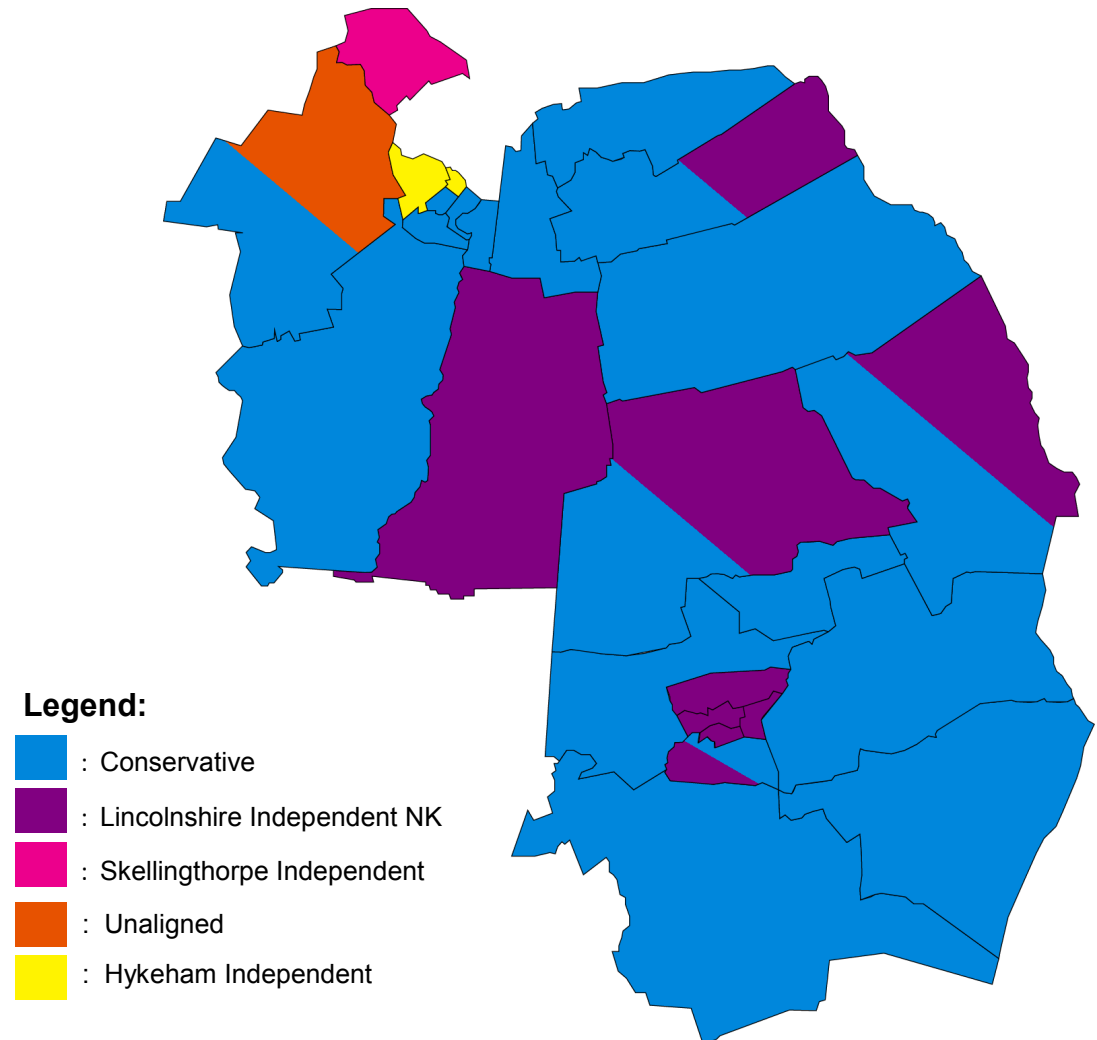 Legend:
: Conservative
: Lincolnshire Independent NK
: Skellingthorpe Independent
: Unaligned
: Hykeham Independent